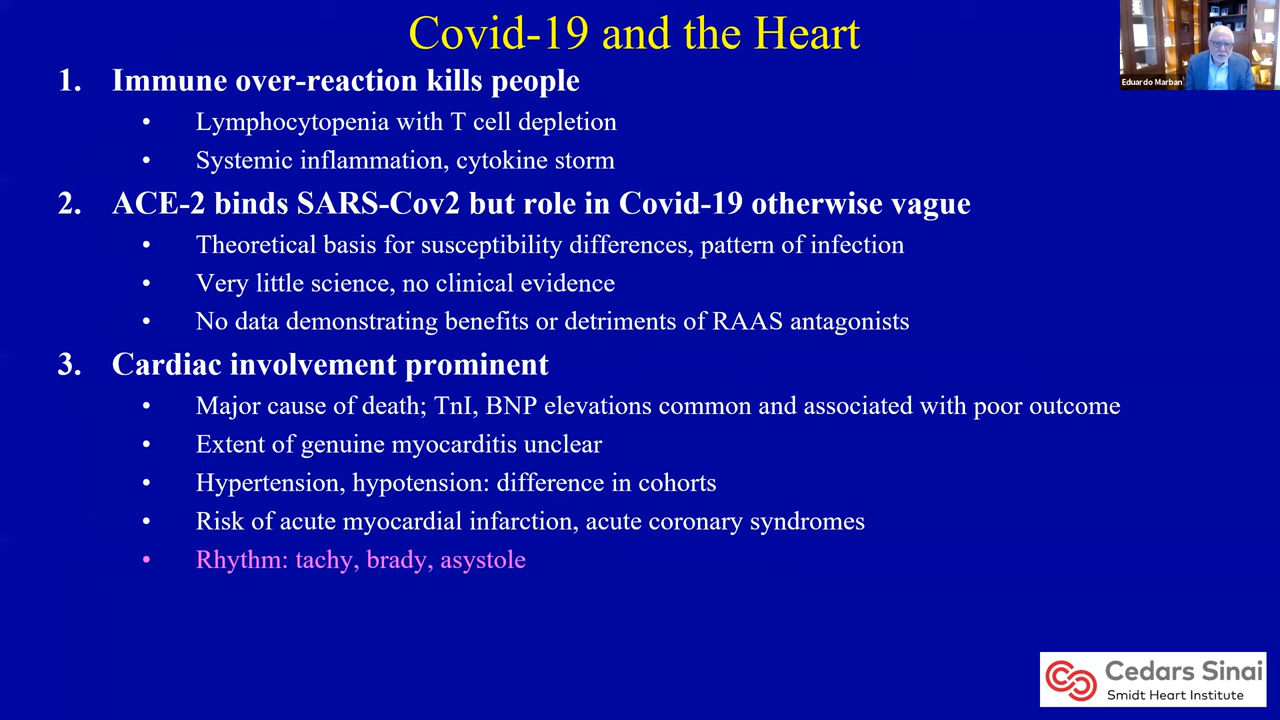 Covid-19 and the Heart
Eduardo Marban
1. Immune over-reaction kills people
• Lymphocytopenia with T cell depletion
• Systemic inflammation, cytokine storm
2. ACE-2 binds SARS-Cov2 but role in Covid-19 otherwise vague
• Theoretical basis for susceptibility differences, pattern of infection
• Very little science, no clinical evidence
• No data demonstrating benefits or detriments of RAAS antagonists
3. Cardiac involvement prominent
• Major cause of death; TnI, BNP elevations common and associated with poor outcome
• Extent of genuine myocarditis unclear
• Hypertension, hypotension: difference in cohorts
• Risk of acute myocardial infarction, acute coronary syndromes
• Rhythm: tachy, brady, asystole
Cedars Sinai
Smidt Heart Institute